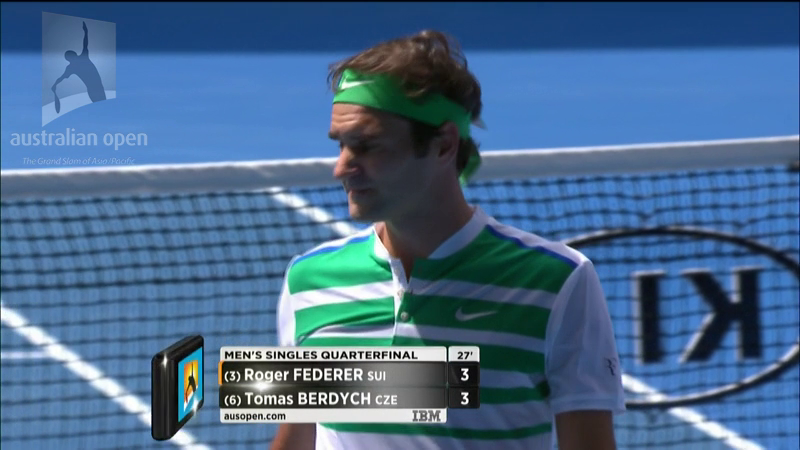 australian open
The Grand Slam of Asia/Pacific
KI
MEN'S SINGLES QUARTERFINAL 27'
(3) Roger FEDERER SUI 3
(6) Tomas BERDYCH CZE 3
ausopen.com IBM